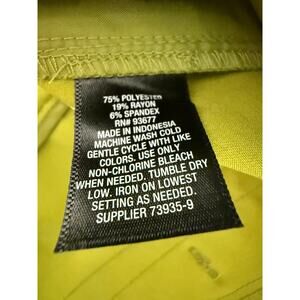 75% POLYESTER
19% RAYON
6% SPANDEX
RN# 93677
MADE IN INDONESIA
MACHINE WASH COLD
GENTLE CYCLE WITH LIKE
COLORS. USE ONLY
NON-CHLORINE BLEACH
WHEN NEEDED. TUMBLE DRY
LOW. IRON ON LOWEST
SETTING AS NEEDED.
SUPPLIER 73935-9